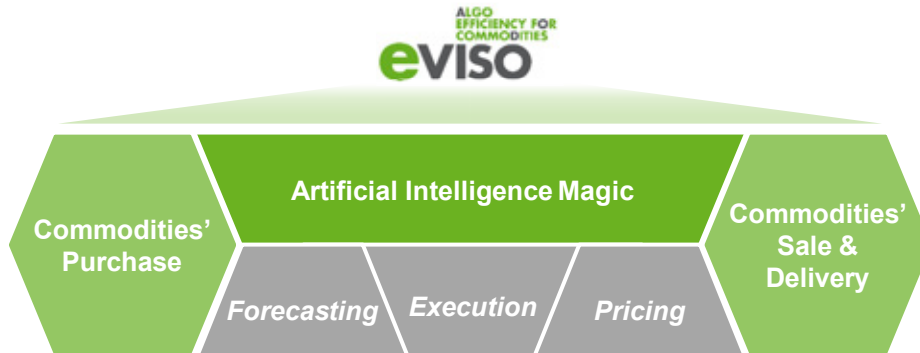 ALGO
EFFICIENCY FOR
COMMODITIES
eVISO
Artificial Intelligence Magic
Commodities'
Purchase
Commodities'
Sale &
Delivery
Forecasting
Execution
Pricing